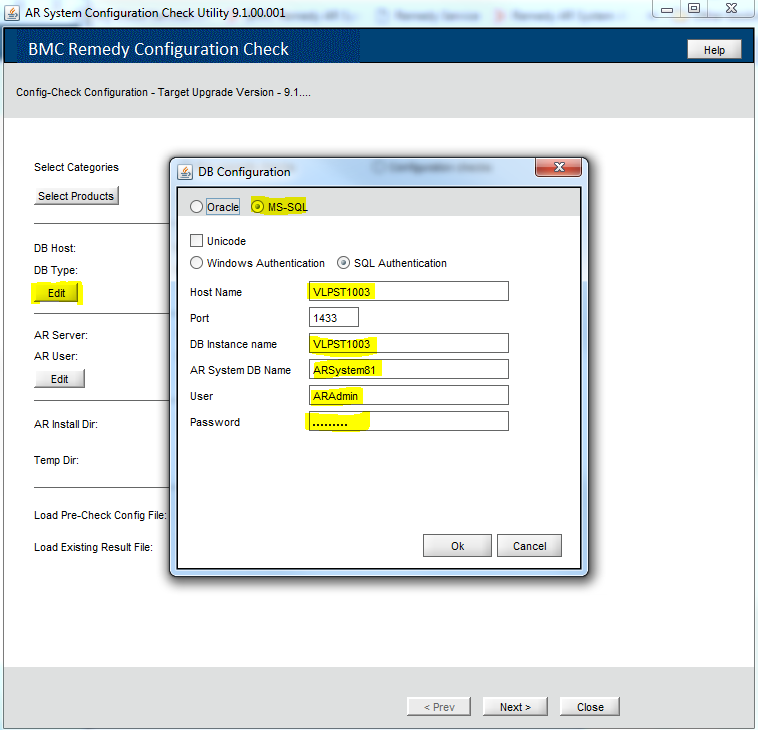 AR System Configuration Check Utility 9.1.00.001
BMC Remedy Configuration Check
Help
Config-Check Configuration - Target Upgrade Version - 9.1....
Select Categories
Select Products
DB Host:
DB Type:
Edit
AR Server:
AR User:
Edit
AR Install Dir:
Temp Dir:
Load Pre-Check Config File:
Load Existing Result File:
DB Configuration
Oracle MS-SQL
Unicode
Windows Authentication SQL Authentication
Host Name VLPST1003
Port 1433
DB Instance name VLPST1003
AR System DB Name ARSystem81
User ARAdmin
Password .........
Ok Cancel
< Prev Next > Close